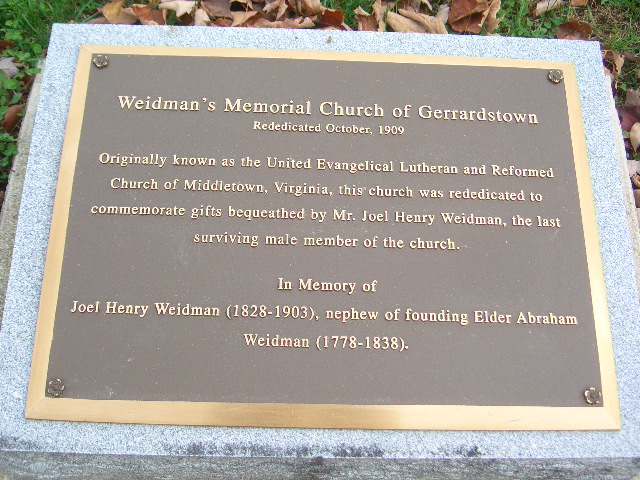 Weidman's Memorial Church of Gerrardstown
Rededicated October, 1909
Originally known as the United Evangelical Lutheran and Reformed
Church of Middletown, Virginia, this church was rededicated to
commemorate gifts bequeathed by Mr. Joel Henry Weidman, the last
surviving male member of the church.
In Memory of
Joel Henry Weidman (1828-1903), nephew of founding Elder Abraham
Weidman (1778-1838).